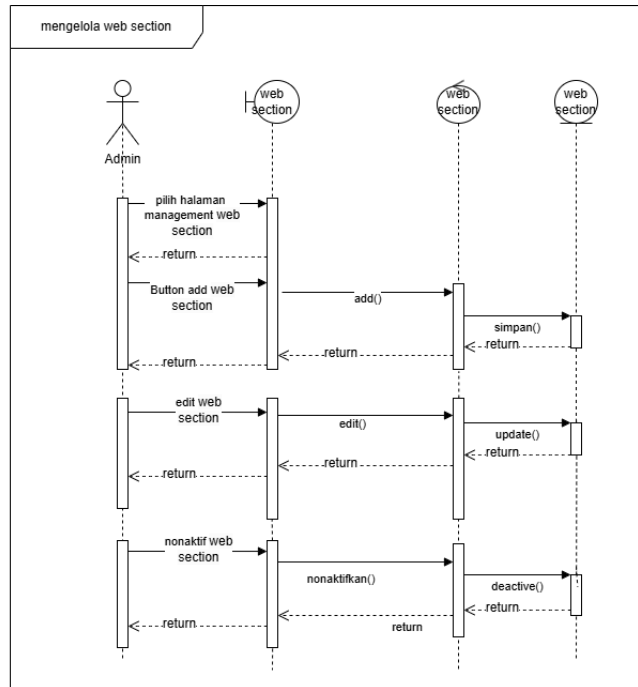 mengelola web section
web
section
web
section
web
section
Admin
pilih halaman
management web
section
return
Button add web
section
add()
simpan()
return
return
return
edit web
section
edit()
update()
return
return
return
nonaktif web
section
nonaktifkan()
deactive()
return
return
return